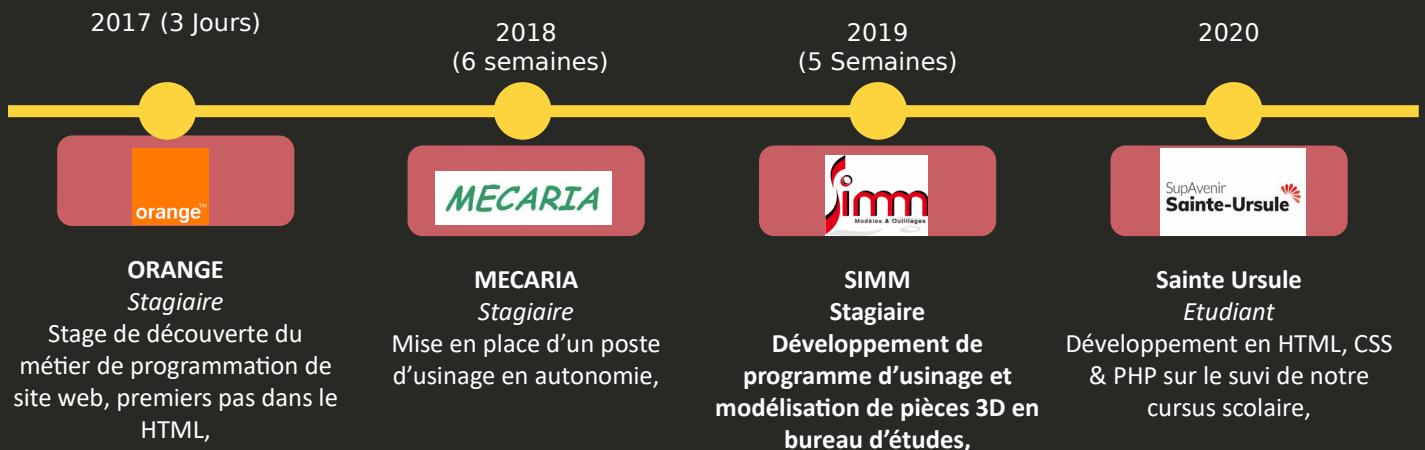 2017 (3 Jours)
2018
(6 semaines)
2019
(5 Semaines)
2020
orange™
MECARIA
Simm
Modèles & Outillages
SupAvenir
Sainte-Ursule
ORANGE
Stagiaire
Stage de découverte du
métier de programmation de
site web, premiers pas dans le
HTML,
MECARIA
Stagiaire
Mise en place d’un poste
d’usinage en autonomie,
SIMM
Stagiaire
Développement de
programme d’usinage et
modélisation de pièces 3D en
bureau d’études,
Sainte Ursule
Etudiant
Développement en HTML, CSS
& PHP sur le suvi de notre
cursus scolaire,